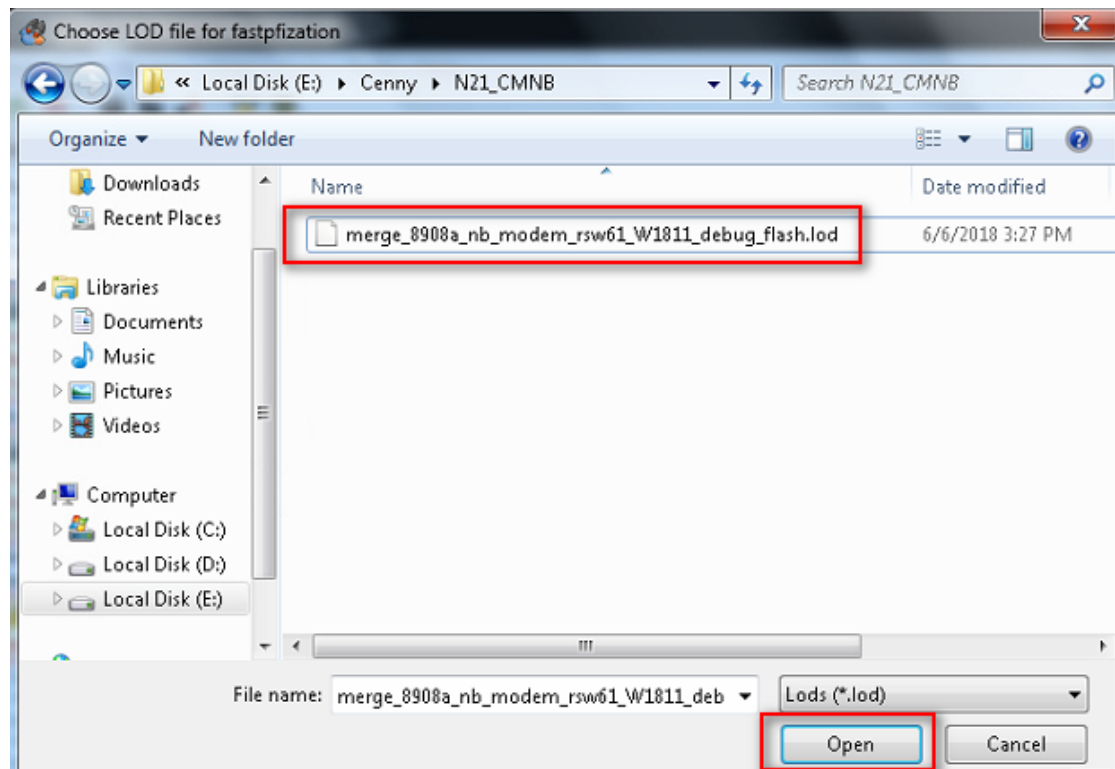 Choose LOD file for fastpfization
« Local Disk (E:) ▸ Cenny ▸ N21_CMNB
Search N21_CMNB
Organize
New folder
Downloads
Recent Places
Libraries
Documents
Music
Pictures
Videos
Computer
Local Disk (C:)
Local Disk (D:)
Local Disk (E:)
Name
Date modified
merge_8908a_nb_modem_rsw61_W1811_debug_flash.lod
6/6/2018 3:27 PM
File name:
merge_8908a_nb_modem_rsw61_W1811_deb
Lods (*.lod)
Open
Cancel